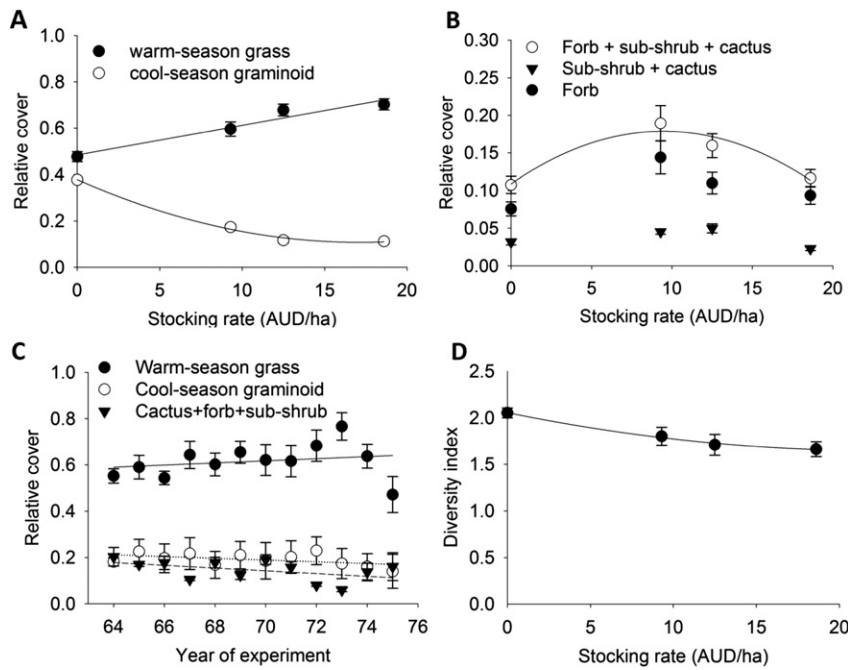 A
warm-season grass
cool-season graminoid
1.0
0.8
0.6
0.4
0.2
0.0
Relative cover
0 5 10 15 20
Stocking rate (AUD/ha)
B
Forb + sub-shrub + cactus
Sub-shrub + cactus
Forb
0.30
0.25
0.20
0.15
0.10
0.05
0.00
Relative cover
0 5 10 15 20
Stocking rate (AUD/ha)
C
Warm-season grass
Cool-season graminoid
Cactus+forb+sub-shrub
1.0
0.8
0.6
0.4
0.2
0.0
Relative cover
64 66 68 70 72 74 76
Year of experiment
D
2.5
2.0
1.5
1.0
0.5
0.0
Diversity index
0 5 10 15 20
Stocking rate (AUD/ha)